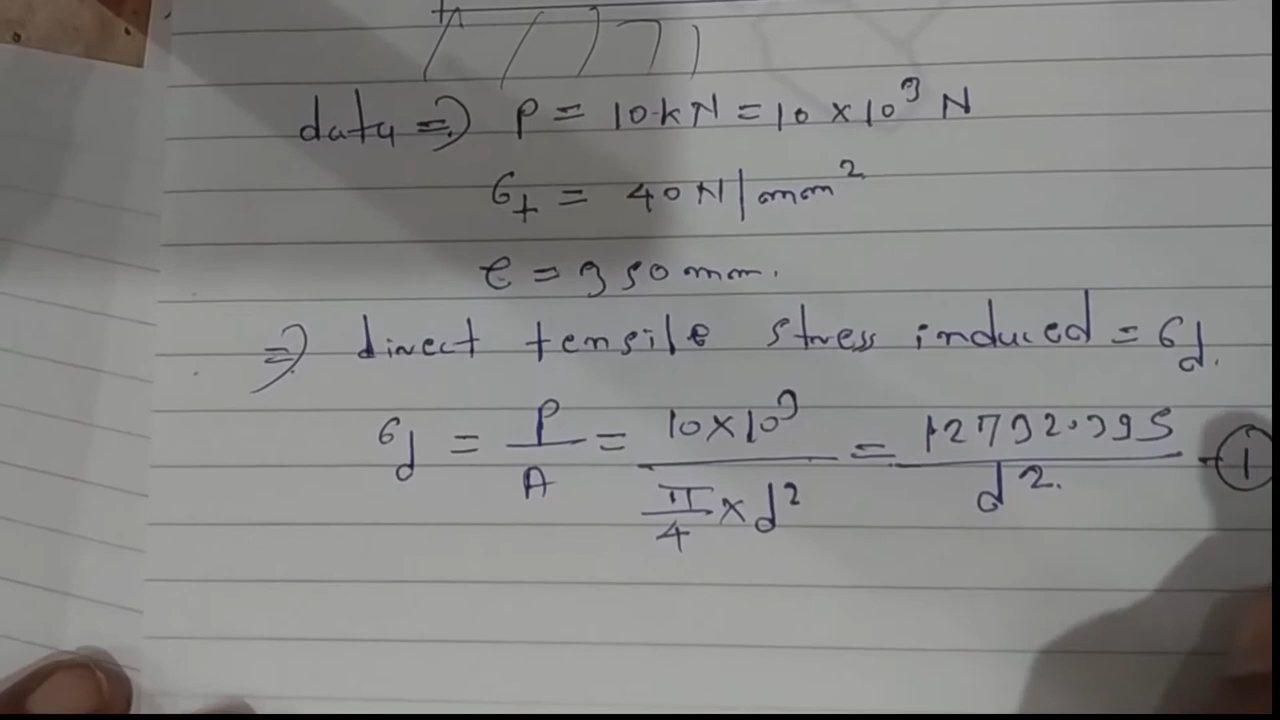 data ⇒ P = 10 kN = 10 × 10³ N
σt = 40 N/mm²
e = 350 mm.
⇒ direct tensile stress induced = σd.
σd = P/A = 10×10³/(π/4 × d²) = 12732.395/d² - ①